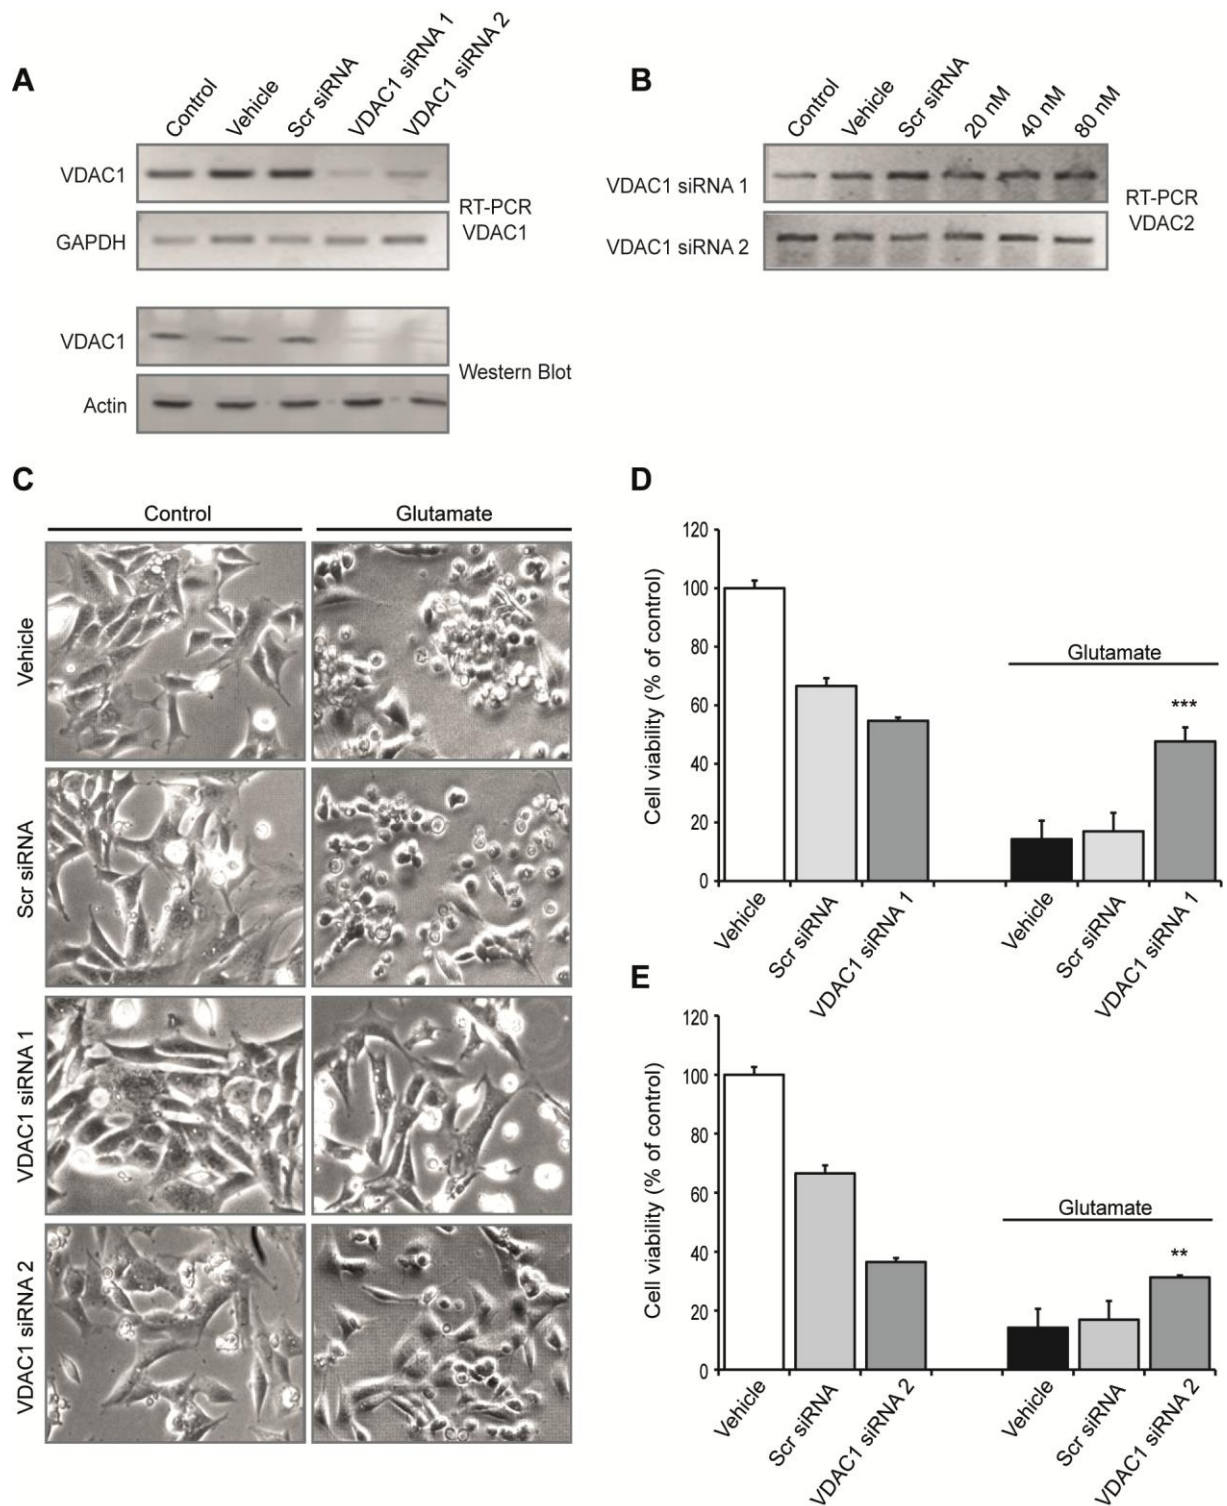 A
Control
Vehicle
Scr siRNA
VDAC1 siRNA 1
VDAC1 siRNA 2
VDAC1
GAPDH
RT-PCR
VDAC1
VDAC1
Actin
Western Blot
B
Control
Vehicle
Scr siRNA
20 nM
40 nM
80 nM
VDAC1 siRNA 1
VDAC1 siRNA 2
RT-PCR
VDAC2
C
Control
Glutamate
Vehicle
Scr siRNA
VDAC1 siRNA 1
VDAC1 siRNA 2
D
Cell viability (% of control)
120
100
80
60
40
20
0
Glutamate
***
Vehicle
Scr siRNA
VDAC1 siRNA 1
Vehicle
Scr siRNA
VDAC1 siRNA 1
E
Cell viability (% of control)
120
100
80
60
40
20
0
Glutamate
**
Vehicle
Scr siRNA
VDAC1 siRNA 2
Vehicle
Scr siRNA
VDAC1 siRNA 2